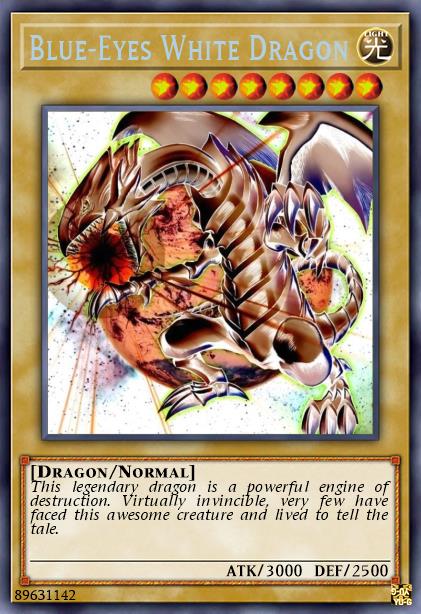 Blue-Eyes White Dragon
LIGHT
光
[Dragon/Normal]
This legendary dragon is a powerful engine of
destruction. Virtually invincible, very few have
faced this awesome creature and lived to tell the
tale.
ATK/3000 DEF/2500
89631142